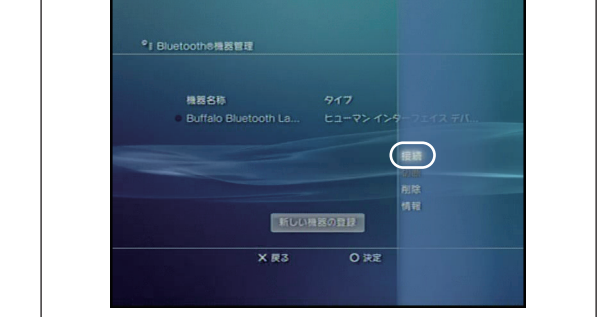 Bluetooth®機器管理
機器名称 タイプ
Buffalo Bluetooth La... ヒューマン インターフェイス デバ...
接続
削除
情報
新しい機器の登録
✕ 戻る ○ 決定